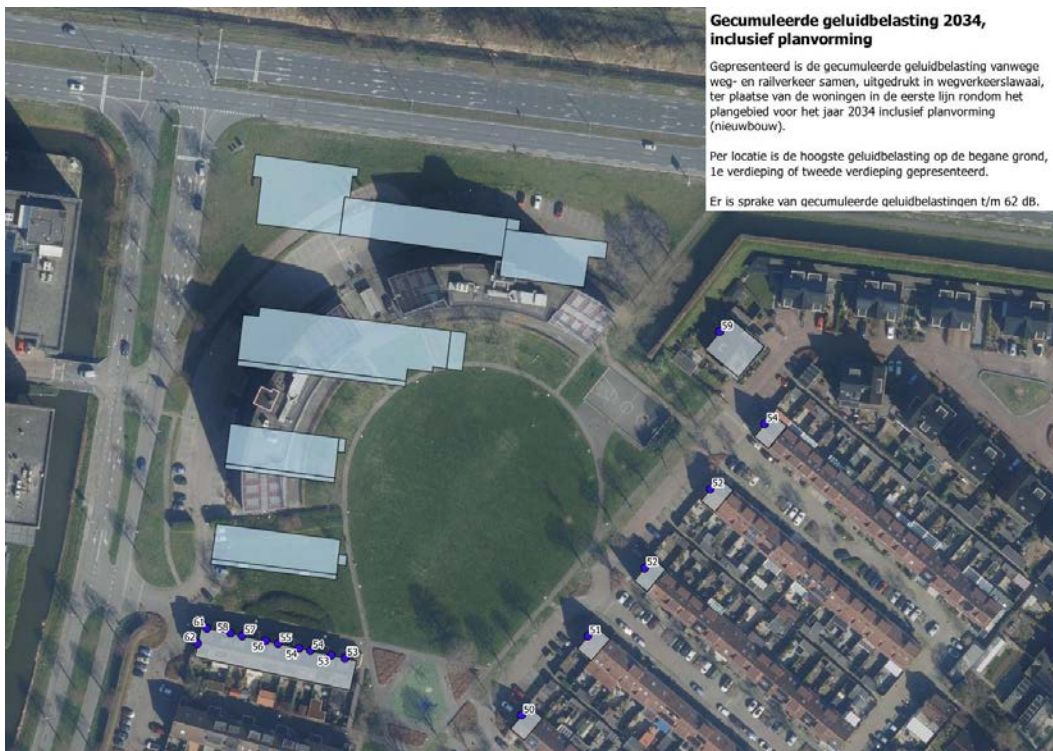 Gecumuleerde geluidbelasting 2034,
inclusief planvorming
Gepresenteerd is de gecumuleerde geluidbelasting vanwege
weg- en railverkeer samen, uitgedrukt in wegverkeerslawaai,
ter plaatse van de woningen in de eerste lijn rondom het
plangebied voor het jaar 2034 inclusief planvorming
(nieuwbouw).
Per locatie is de hoogste geluidbelasting op de begane grond,
1e verdieping of tweede verdieping gepresenteerd.
Er is sprake van gecumuleerde geluidbelastingen t/m 62 dB.
59
54
52
52
51
50
61
62
58
57
56
55
54
54
53
53